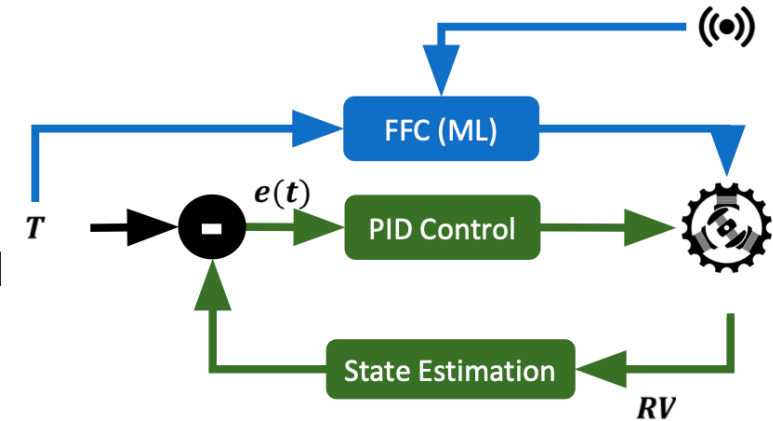 FFC (ML)
e(t)
T
PID Control
State Estimation
RV